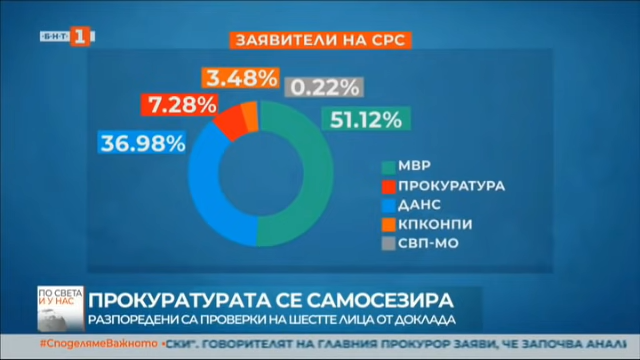 БНТ 1
ЗАЯВИТЕЛИ НА СРС
3.48%
0.22%
7.28%
51.12%
36.98%
МВР
ПРОКУРАТУРА
ДАНС
КПКОНПИ
СВП-МО
ПО СВЕТА
И У НАС
ПРОКУРАТУРАТА СЕ САМОСЕЗИРА
РАЗПОРЕДЕНИ СА ПРОВЕРКИ НА ШЕСТТЕ ЛИЦА ОТ ДОКЛАДА
#СподелямеВажното •СКИ". ГОВОРИТЕЛЯТ НА ГЛАВНИЯ ПРОКУРОР ЗАЯВИ, ЧЕ ЗАПОЧВА АНАЛИ